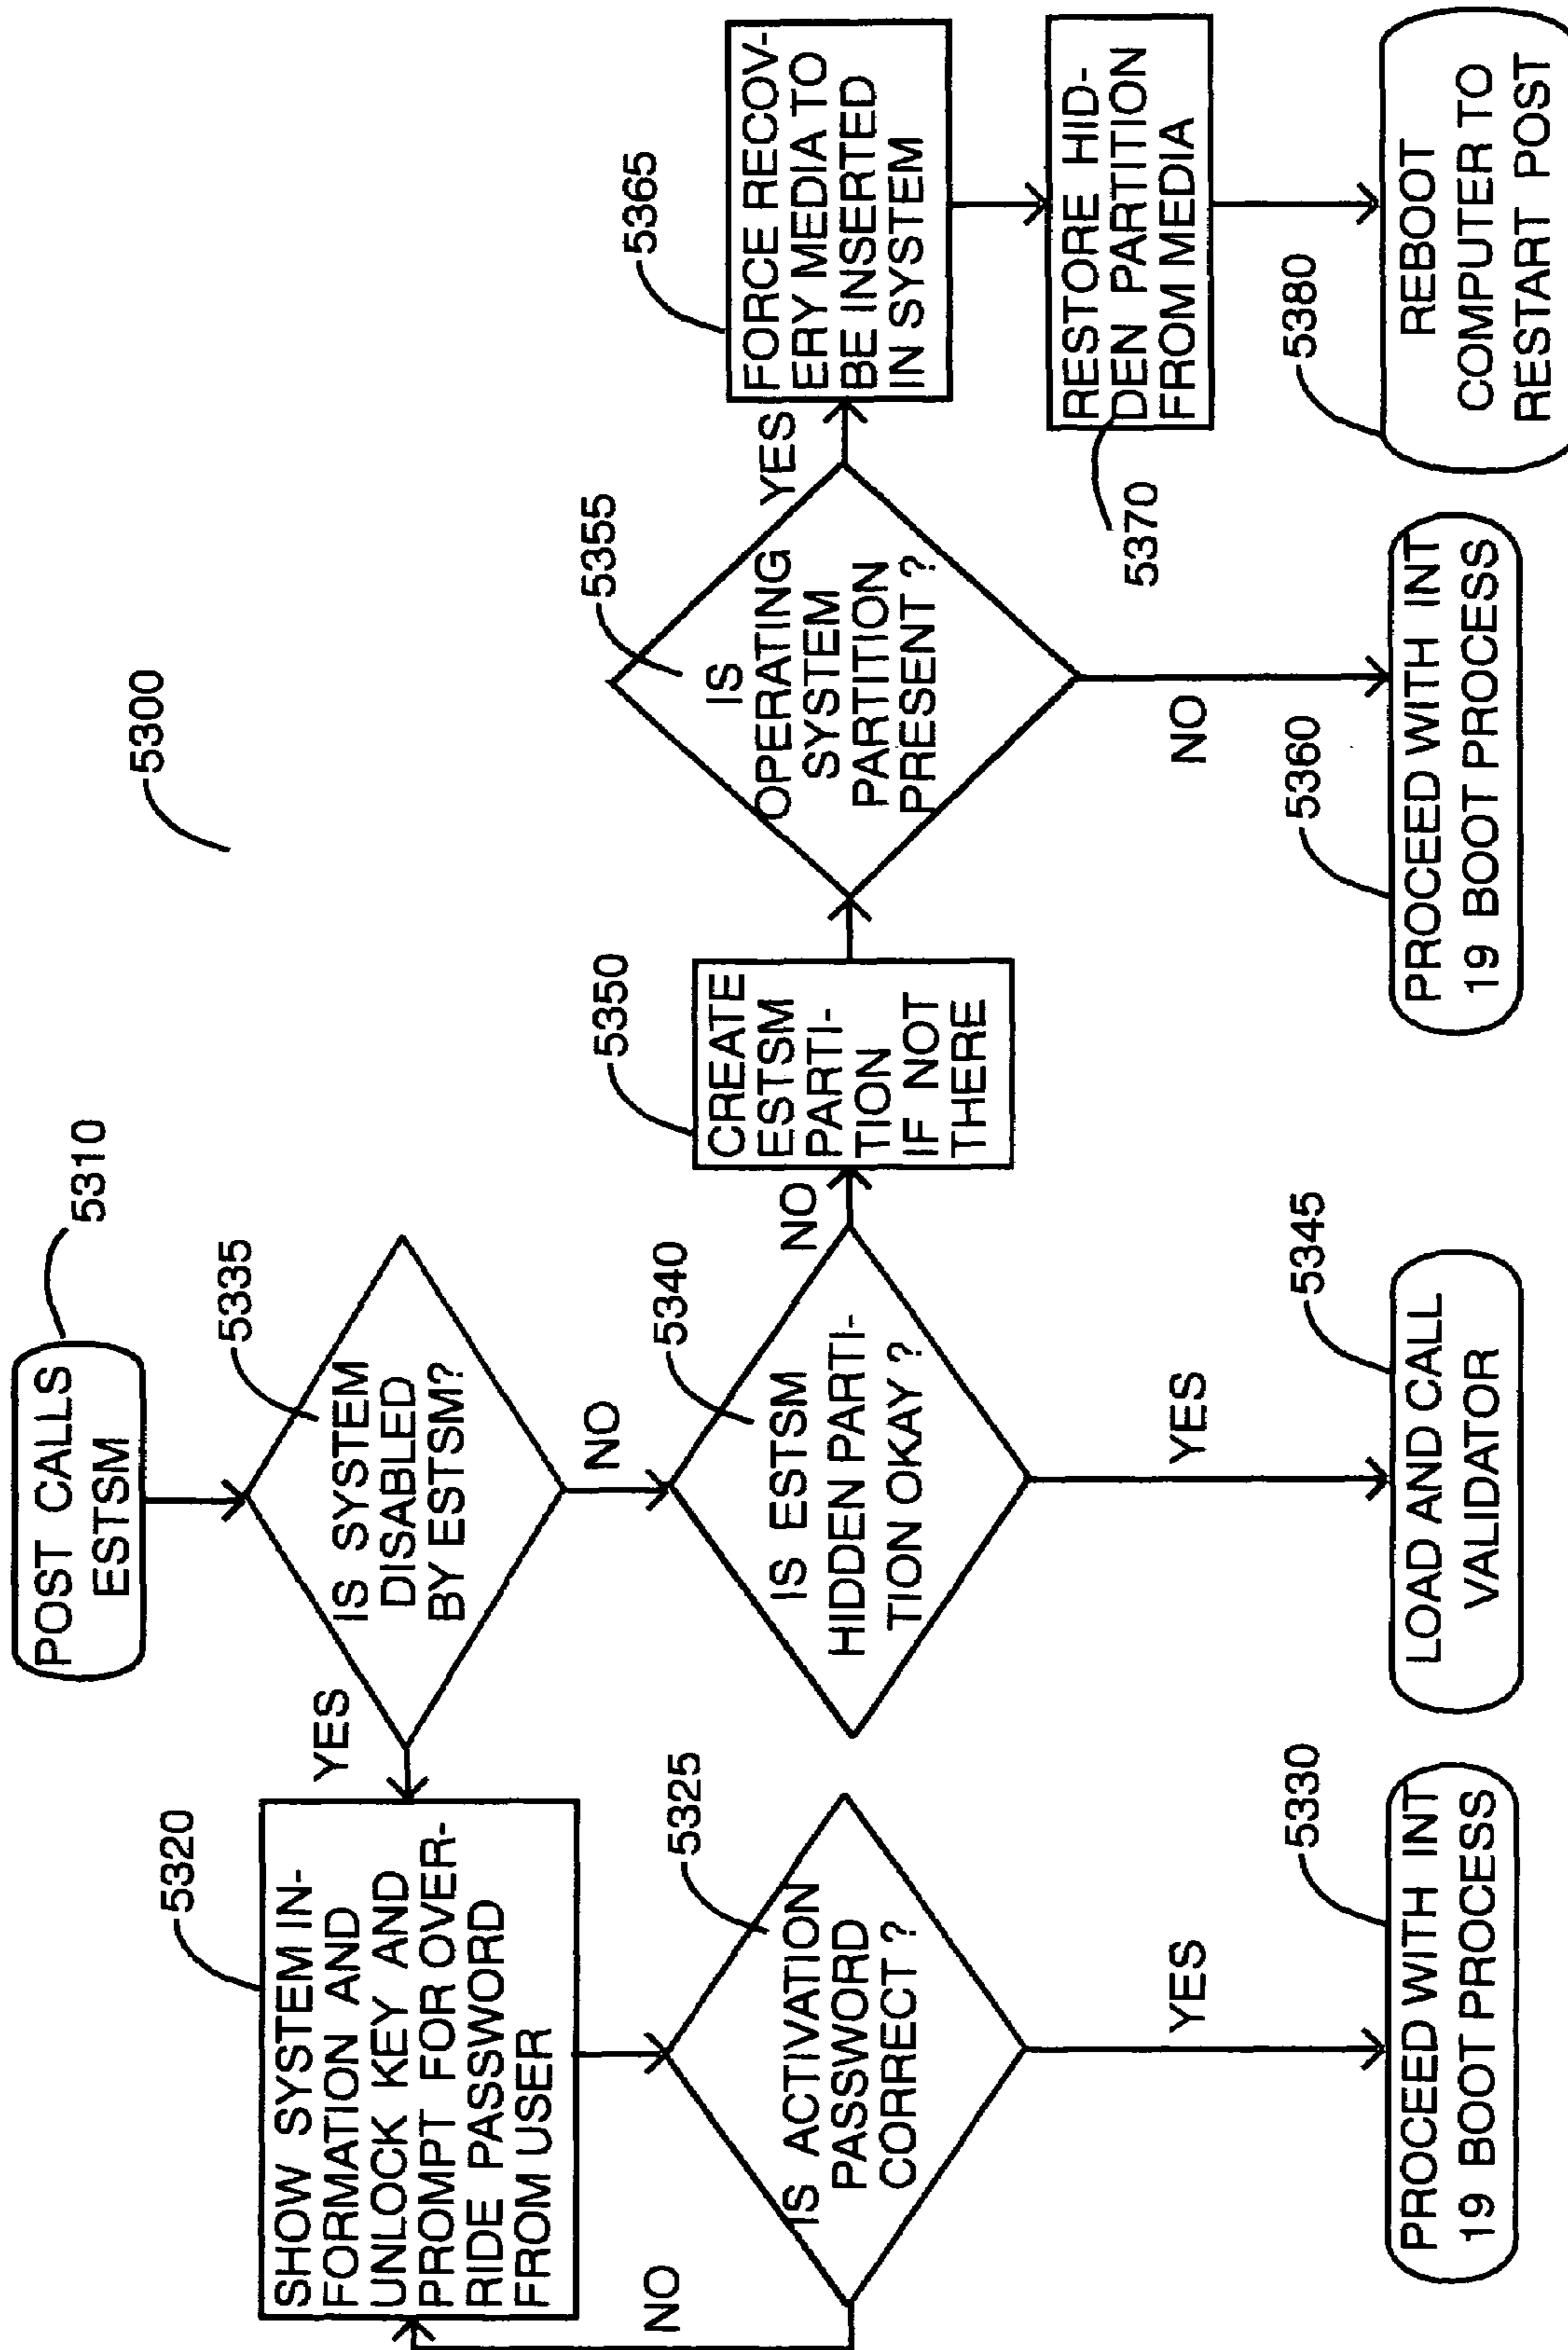 5300
POST CALLS
ESTSM
5310
IS SYSTEM
DISABLED
BY ESTSM?
5335
YES
NO
SHOW SYSTEM IN-
FORMATION AND
UNLOCK KEY AND
PROMPT FOR OVER-
RIDE PASSWORD
FROM USER
5320
IS ACTIVATION
PASSWORD
CORRECT ?
5325
NO
YES
PROCEED WITH INT
19 BOOT PROCESS
5330
IS ESTSM
HIDDEN PARTI-
TION OKAY ?
5340
NO
YES
LOAD AND CALL
VALIDATOR
5345
CREATE
ESTSM
PARTI-
TION
IF NOT
THERE
5350
IS
OPERATING
SYSTEM
PARTITION
PRESENT ?
5355
YES
NO
PROCEED WITH INT
19 BOOT PROCESS
5360
FORCE RECOV-
ERY MEDIA TO
BE INSERTED
IN SYSTEM
5365
RESTORE HID-
DEN PARTITION
FROM MEDIA
5370
REBOOT
COMPUTER TO
RESTART POST
5380